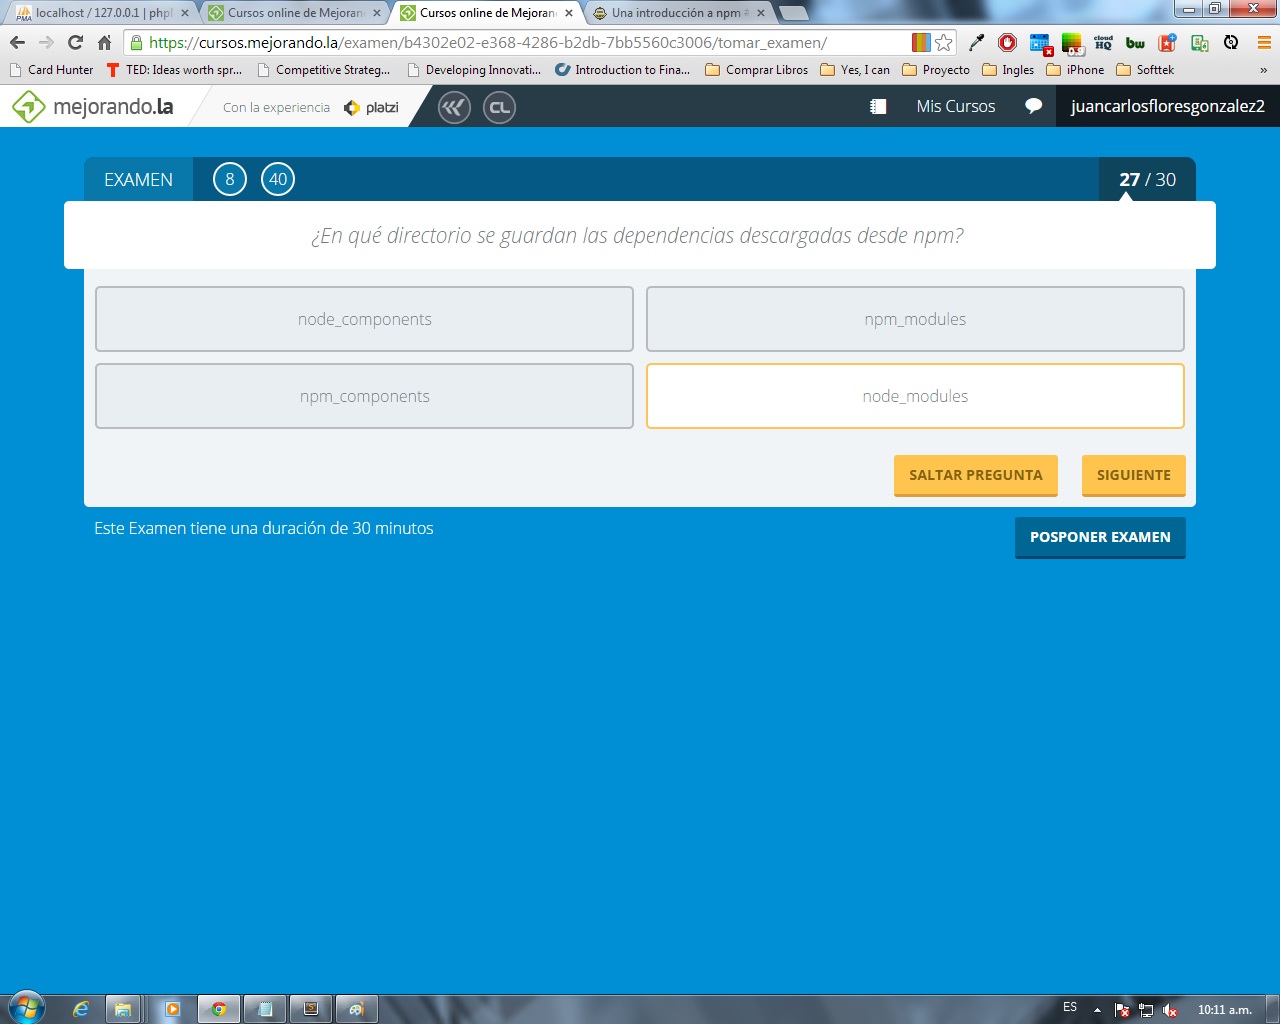 localhost / 127.0.0.1 | php
Cursos online de Mejoran
Cursos online de Mejoran
Una introducción a npm
https://cursos.mejorando.la/examen/b4302e02-e368-4286-b2db-7bb5560c3006/tomar_examen/
cloud HQ
bw
Card Hunter
TED: Ideas worth spr...
Competitive Strateg...
Developing Innovati...
Introduction to Fina...
Comprar Libros
Yes, I can
Proyecto
Ingles
iPhone
Softtek
»
mejorando.la
Con la experiencia
platzi
CL
Mis Cursos
juancarlosfloresgonzalez2
EXAMEN
8
40
27 / 30
¿En qué directorio se guardan las dependencias descargadas desde npm?
node_components
npm_modules
npm_components
node_modules
SALTAR PREGUNTA
SIGUIENTE
Este Examen tiene una duración de 30 minutos
POSPONER EXAMEN
ES
10:11 a.m.